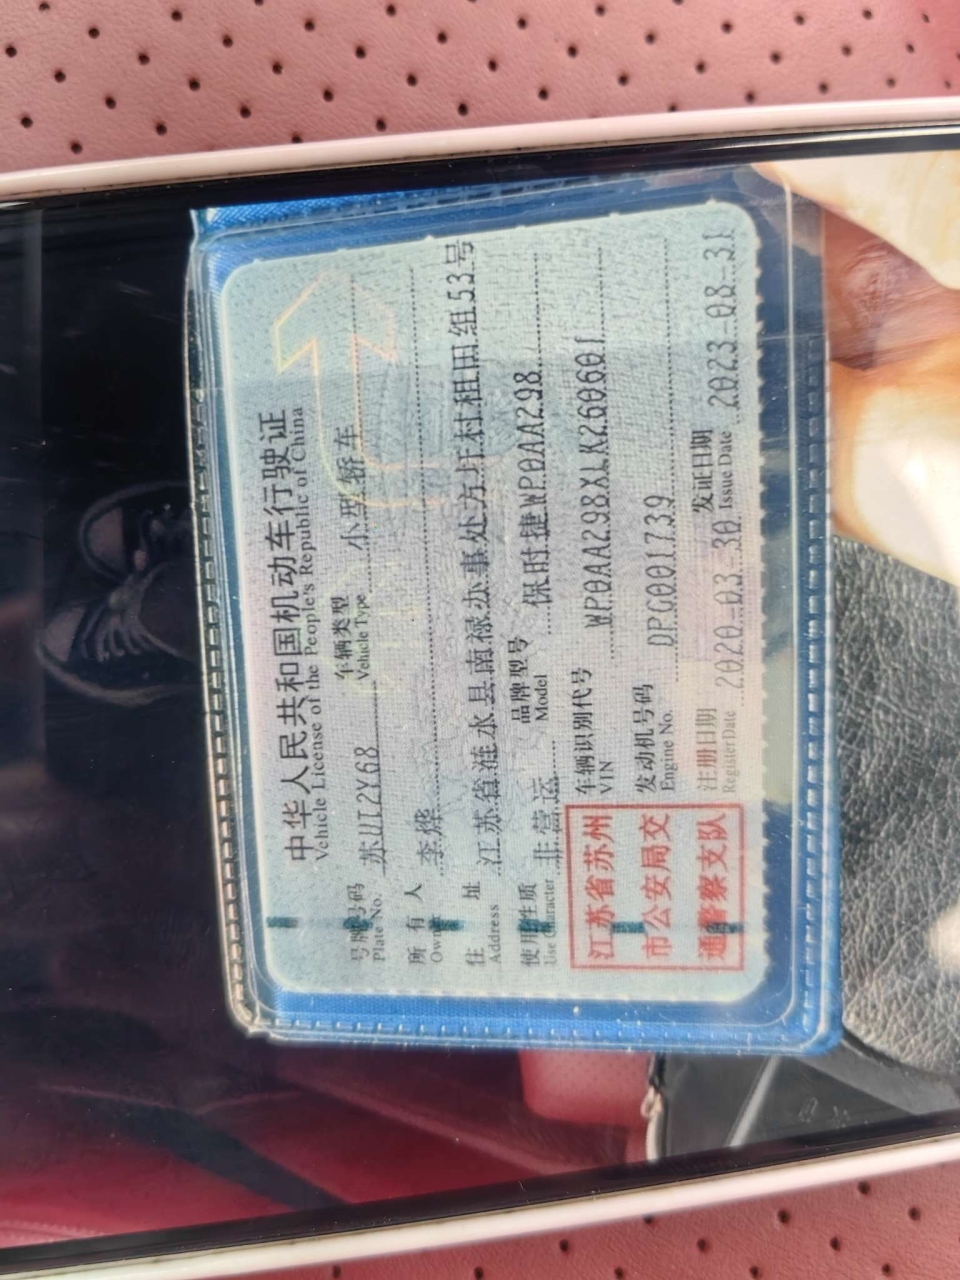 中华人民共和国机动车行驶证
Vehicle License of the People's Republic of China
号牌号码 苏U12Y68 车辆类型 小型轿车
Plate No. Vehicle Type
所有人 李烨
Owner
住址 江苏省涟水县南禄办事处方圩村租田组53号
Address
使用性质 非营运 品牌型号 保时捷WP0AA298
Use Character Model
车辆识别代号 WP0AA298XLK260601
VIN
发动机号码 DPC001739
Engine No.
注册日期 2020-03-30 发证日期 2023-08-31
Register Date Issue Date
江苏省苏州
市公安局交
通警察支队